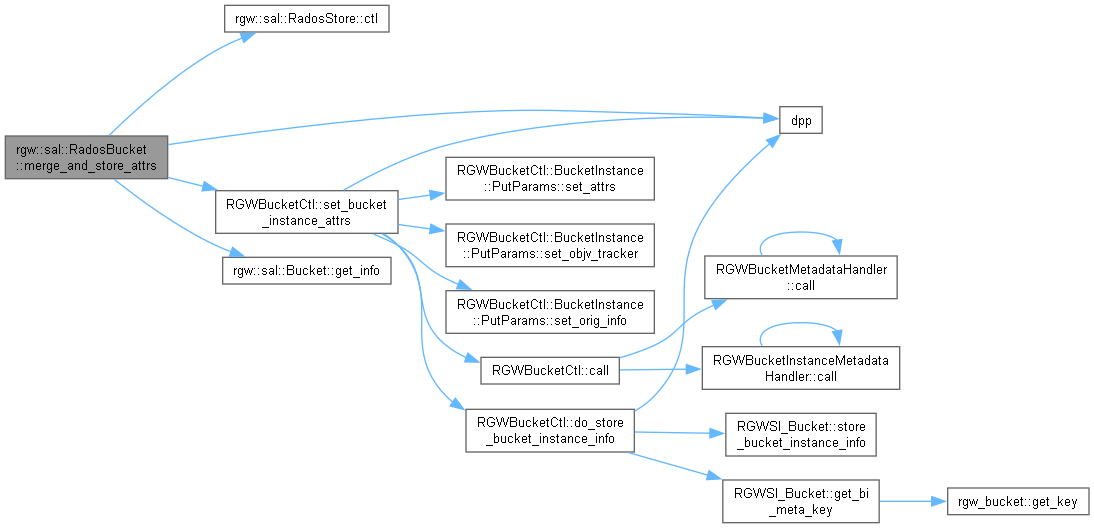 rgw::sal::RadosStore::ctl
rgw::sal::RadosBucket
::merge_and_store_attrs
dpp
RGWBucketCtl::BucketInstance
::PutParams::set_attrs
RGWBucketCtl::set_bucket
_instance_attrs
RGWBucketCtl::BucketInstance
::PutParams::set_objv_tracker
rgw::sal::Bucket::get_info
RGWBucketMetadataHandler
::call
RGWBucketCtl::BucketInstance
::PutParams::set_orig_info
RGWBucketCtl::call
RGWBucketInstanceMetadata
Handler::call
RGWBucketCtl::do_store
_bucket_instance_info
RGWSI_Bucket::store
_bucket_instance_info
RGWSI_Bucket::get_bi
_meta_key
rgw_bucket::get_key